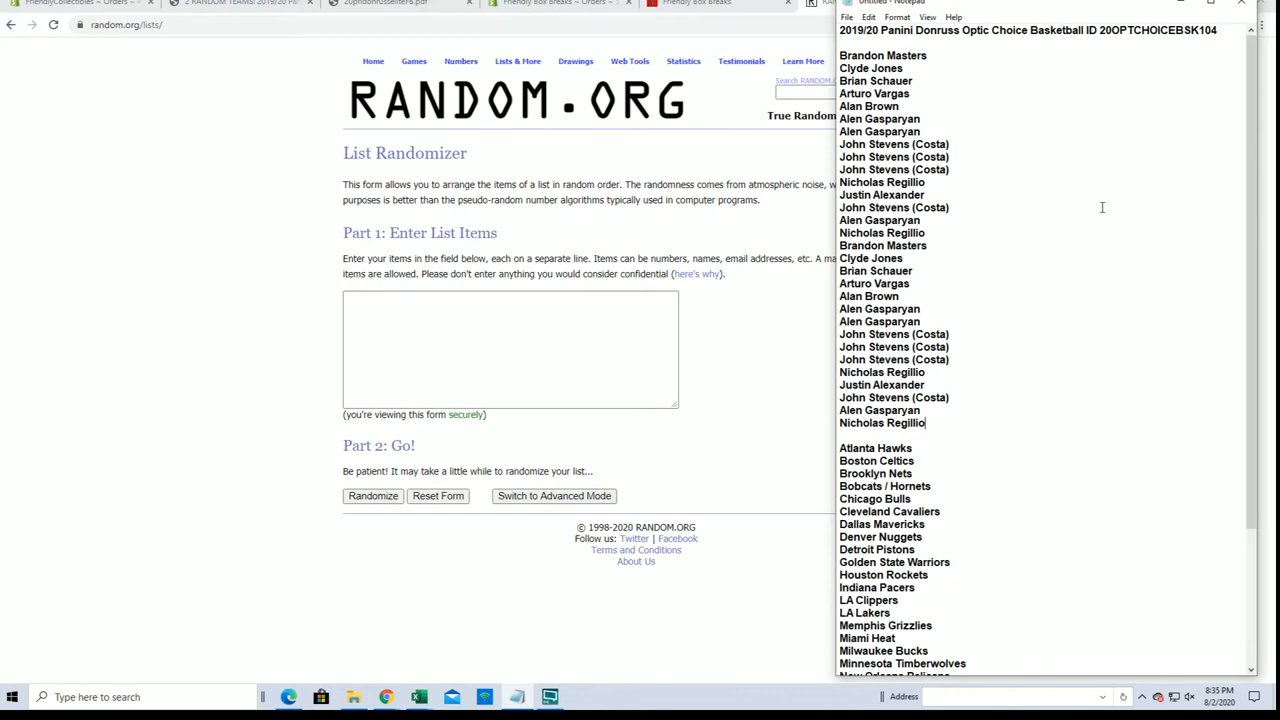 FriendlyCollectibles ~ Orders ~
2 RANDOM TEAMS: 2019/20 Pani
20pndonrusseliterb.pdf
Friendly Box Breaks ~ Orders ~ S
Friendly Box Breaks
Untitled - Notepad
random.org/lists/
File Edit Format View Help
Home Games Numbers Lists & More Drawings Web Tools Statistics Testimonials Learn More
Search RANDOM.O
RANDOM.ORG
True Random
List Randomizer
This form allows you to arrange the items of a list in random order. The randomness comes from atmospheric noise, w
purposes is better than the pseudo-random number algorithms typically used in computer programs.
Part 1: Enter List Items
Enter your items in the field below, each on a separate line. Items can be numbers, names, email addresses, etc. A ma
items are allowed. Please don't enter anything you would consider confidential (here's why).
(you're viewing this form securely)
Part 2: Go!
Be patient! It may take a little while to randomize your list...
Randomize Reset Form Switch to Advanced Mode
© 1998-2020 RANDOM.ORG
Follow us: Twitter | Facebook
Terms and Conditions
About Us
2019/20 Panini Donruss Optic Choice Basketball ID 20OPTCHOICEBSK104
Brandon Masters
Clyde Jones
Brian Schauer
Arturo Vargas
Alan Brown
Alen Gasparyan
Alen Gasparyan
John Stevens (Costa)
John Stevens (Costa)
John Stevens (Costa)
Nicholas Regillio
Justin Alexander
John Stevens (Costa)
Alen Gasparyan
Nicholas Regillio
Brandon Masters
Clyde Jones
Brian Schauer
Arturo Vargas
Alan Brown
Alen Gasparyan
Alen Gasparyan
John Stevens (Costa)
John Stevens (Costa)
John Stevens (Costa)
Nicholas Regillio
Justin Alexander
John Stevens (Costa)
Alen Gasparyan
Nicholas Regillio
Atlanta Hawks
Boston Celtics
Brooklyn Nets
Bobcats / Hornets
Chicago Bulls
Cleveland Cavaliers
Dallas Mavericks
Denver Nuggets
Detroit Pistons
Golden State Warriors
Houston Rockets
Indiana Pacers
LA Clippers
LA Lakers
Memphis Grizzlies
Miami Heat
Milwaukee Bucks
Minnesota Timberwolves
New Orleans Pelicans
Type here to search
Address
8:35 PM
8/2/2020